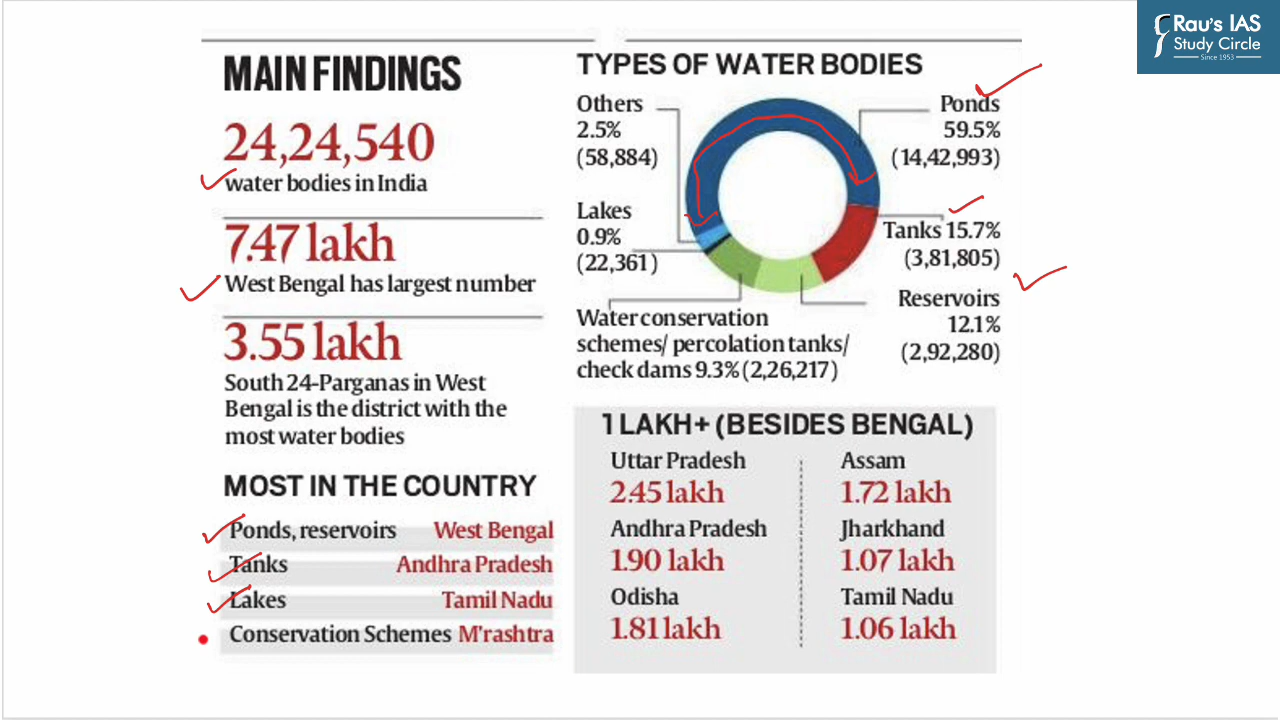 Rau's IAS
Study Circle
Since 1953
MAIN FINDINGS
24,24,540
water bodies in India
7.47 lakh
West Bengal has largest number
3.55 lakh
South 24-Parganas in West
Bengal is the district with the
most water bodies
MOST IN THE COUNTRY
Ponds, reservoirs West Bengal
Tanks Andhra Pradesh
Lakes Tamil Nadu
Conservation Schemes M'rashtra
TYPES OF WATER BODIES
Others
2.5%
(58,884)
Lakes
0.9%
(22,361)
Water conservation
schemes/ percolation tanks/
check dams 9.3% (2,26,217)
Ponds
59.5%
(14,42,993)
Tanks 15.7%
(3,81,805)
Reservoirs
12.1%
(2,92,280)
1 LAKH+ (BESIDES BENGAL)
Uttar Pradesh
2.45 lakh
Andhra Pradesh
1.90 lakh
Odisha
1.81 lakh
Assam
1.72 lakh
Jharkhand
1.07 lakh
Tamil Nadu
1.06 lakh